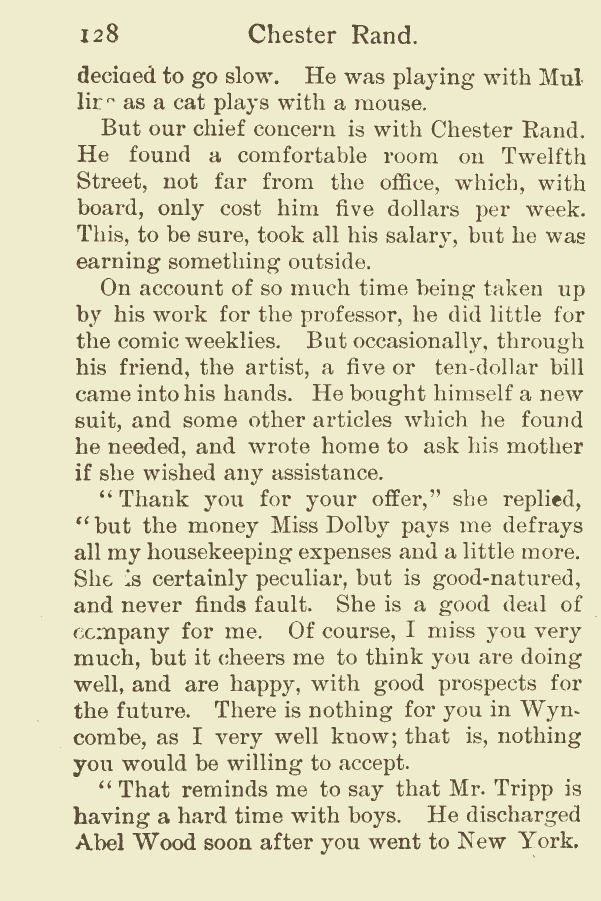 128 Chester Rand.
decided to go slow. He was playing with Mul-
lin as a cat plays with a mouse.
But our chief concern is with Chester Rand.
He found a comfortable room on Twelfth
Street, not far from the office, which, with
board, only cost him five dollars per week.
This, to be sure, took all his salary, but he was
earning something outside.
On account of so much time being taken up
by his work for the professor, he did little for
the comic weeklies. But occasionally, through
his friend, the artist, a five or ten-dollar bill
came into his hands. He bought himself a new
suit, and some other articles which he found
he needed, and wrote home to ask his mother
if she wished any assistance.
“Thank you for your offer,” she replied,
“but the money Miss Dolby pays me defrays
all my housekeeping expenses and a little more.
She is certainly peculiar, but is good-natured,
and never finds fault. She is a good deal of
company for me. Of course, I miss you very
much, but it cheers me to think you are doing
well, and are happy, with good prospects for
the future. There is nothing for you in Wyn-
combe, as I very well know; that is, nothing
you would be willing to accept.
“That reminds me to say that Mr. Tripp is
having a hard time with boys. He discharged
Abel Wood soon after you went to New York.